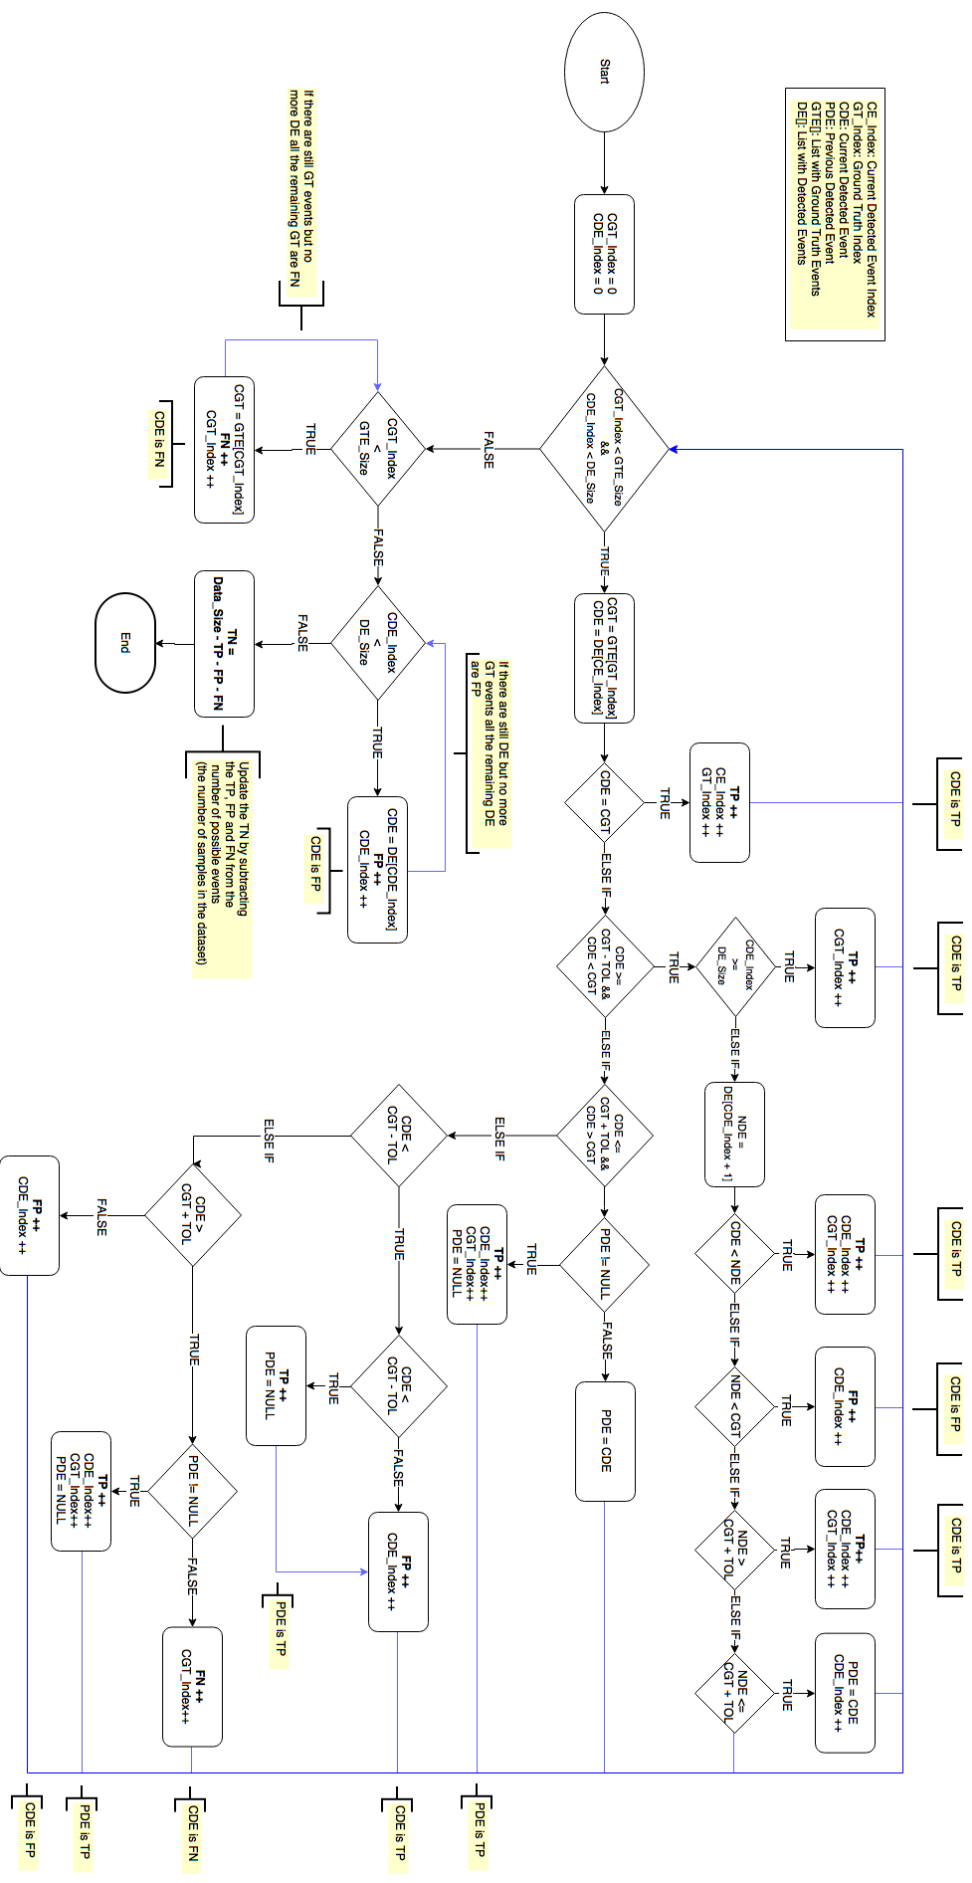 CE_Index: Current Detected Event Index
GT_Index: Ground Truth Index
CDE: Current Detected Event
PDE: Previous Detected Event
GTE[]: List with Ground Truth Events
DE[]: List with Detected Events
Start
CGT_Index = 0
CDE_Index = 0
CGT_Index < GTE_Size
&&
CDE_Index < DE_Size
TRUE
FALSE
CGT = GTE[GT_Index]
CDE = DE[CE_Index]
CDE = CGT
TRUE
TP ++
CE_Index ++
GT_Index ++
CDE is TP
ELSE IF
CDE >=
CGT - TOL &&
CDE < CGT
TRUE
CDE_Index
>=
DE_Size
TRUE
TP ++
CGT_Index ++
CDE is TP
ELSE IF
NDE =
DE[CDE_Index + 1]
CDE < NDE
TRUE
TP ++
CDE_Index ++
CGT_Index ++
CDE is TP
ELSE IF
NDE < CGT
TRUE
FP ++
CDE_Index ++
CDE is FP
ELSE IF
NDE >
CGT + TOL
TRUE
TP++
CDE_Index ++
CGT_Index ++
CDE is TP
ELSE IF
NDE <=
CGT + TOL
TRUE
PDE = CDE
CDE_Index ++
ELSE IF
CDE <=
CGT + TOL &&
CDE > CGT
PDE != NULL
TRUE
TP ++
CDE_Index++
CGT_Index++
PDE = NULL
PDE is TP
FALSE
PDE = CDE
ELSE IF
CDE <
CGT - TOL
TRUE
CDE <
CGT - TOL
TRUE
TP ++
PDE = NULL
PDE is TP
FALSE
FP ++
CDE_Index ++
CDE is TP
ELSE IF
CDE >
CGT + TOL
TRUE
PDE != NULL
TRUE
TP ++
CDE_Index++
CGT_Index++
PDE = NULL
PDE is TP
FALSE
FN ++
CGT_Index++
CDE is FN
FALSE
FP ++
CDE_Index ++
CDE is FP
If there are still GT events but no
more DE all the remaining GT are FN
CGT_Index
<
GTE_Size
TRUE
CGT = GTE[CGT_Index]
FN ++
CGT_Index ++
CDE is FN
FALSE
CDE_Index
<
DE_Size
If there are still DE but no more
GT events all the remaining DE
are FP
TRUE
CDE = DE[CDE_Index]
FP ++
CDE_Index ++
CDE is FP
FALSE
TN =
Data_Size - TP - FP - FN
Update the TN by subtracting
the TP, FP and FN from the
number of possible events
(the number of samples in the dataset)
End